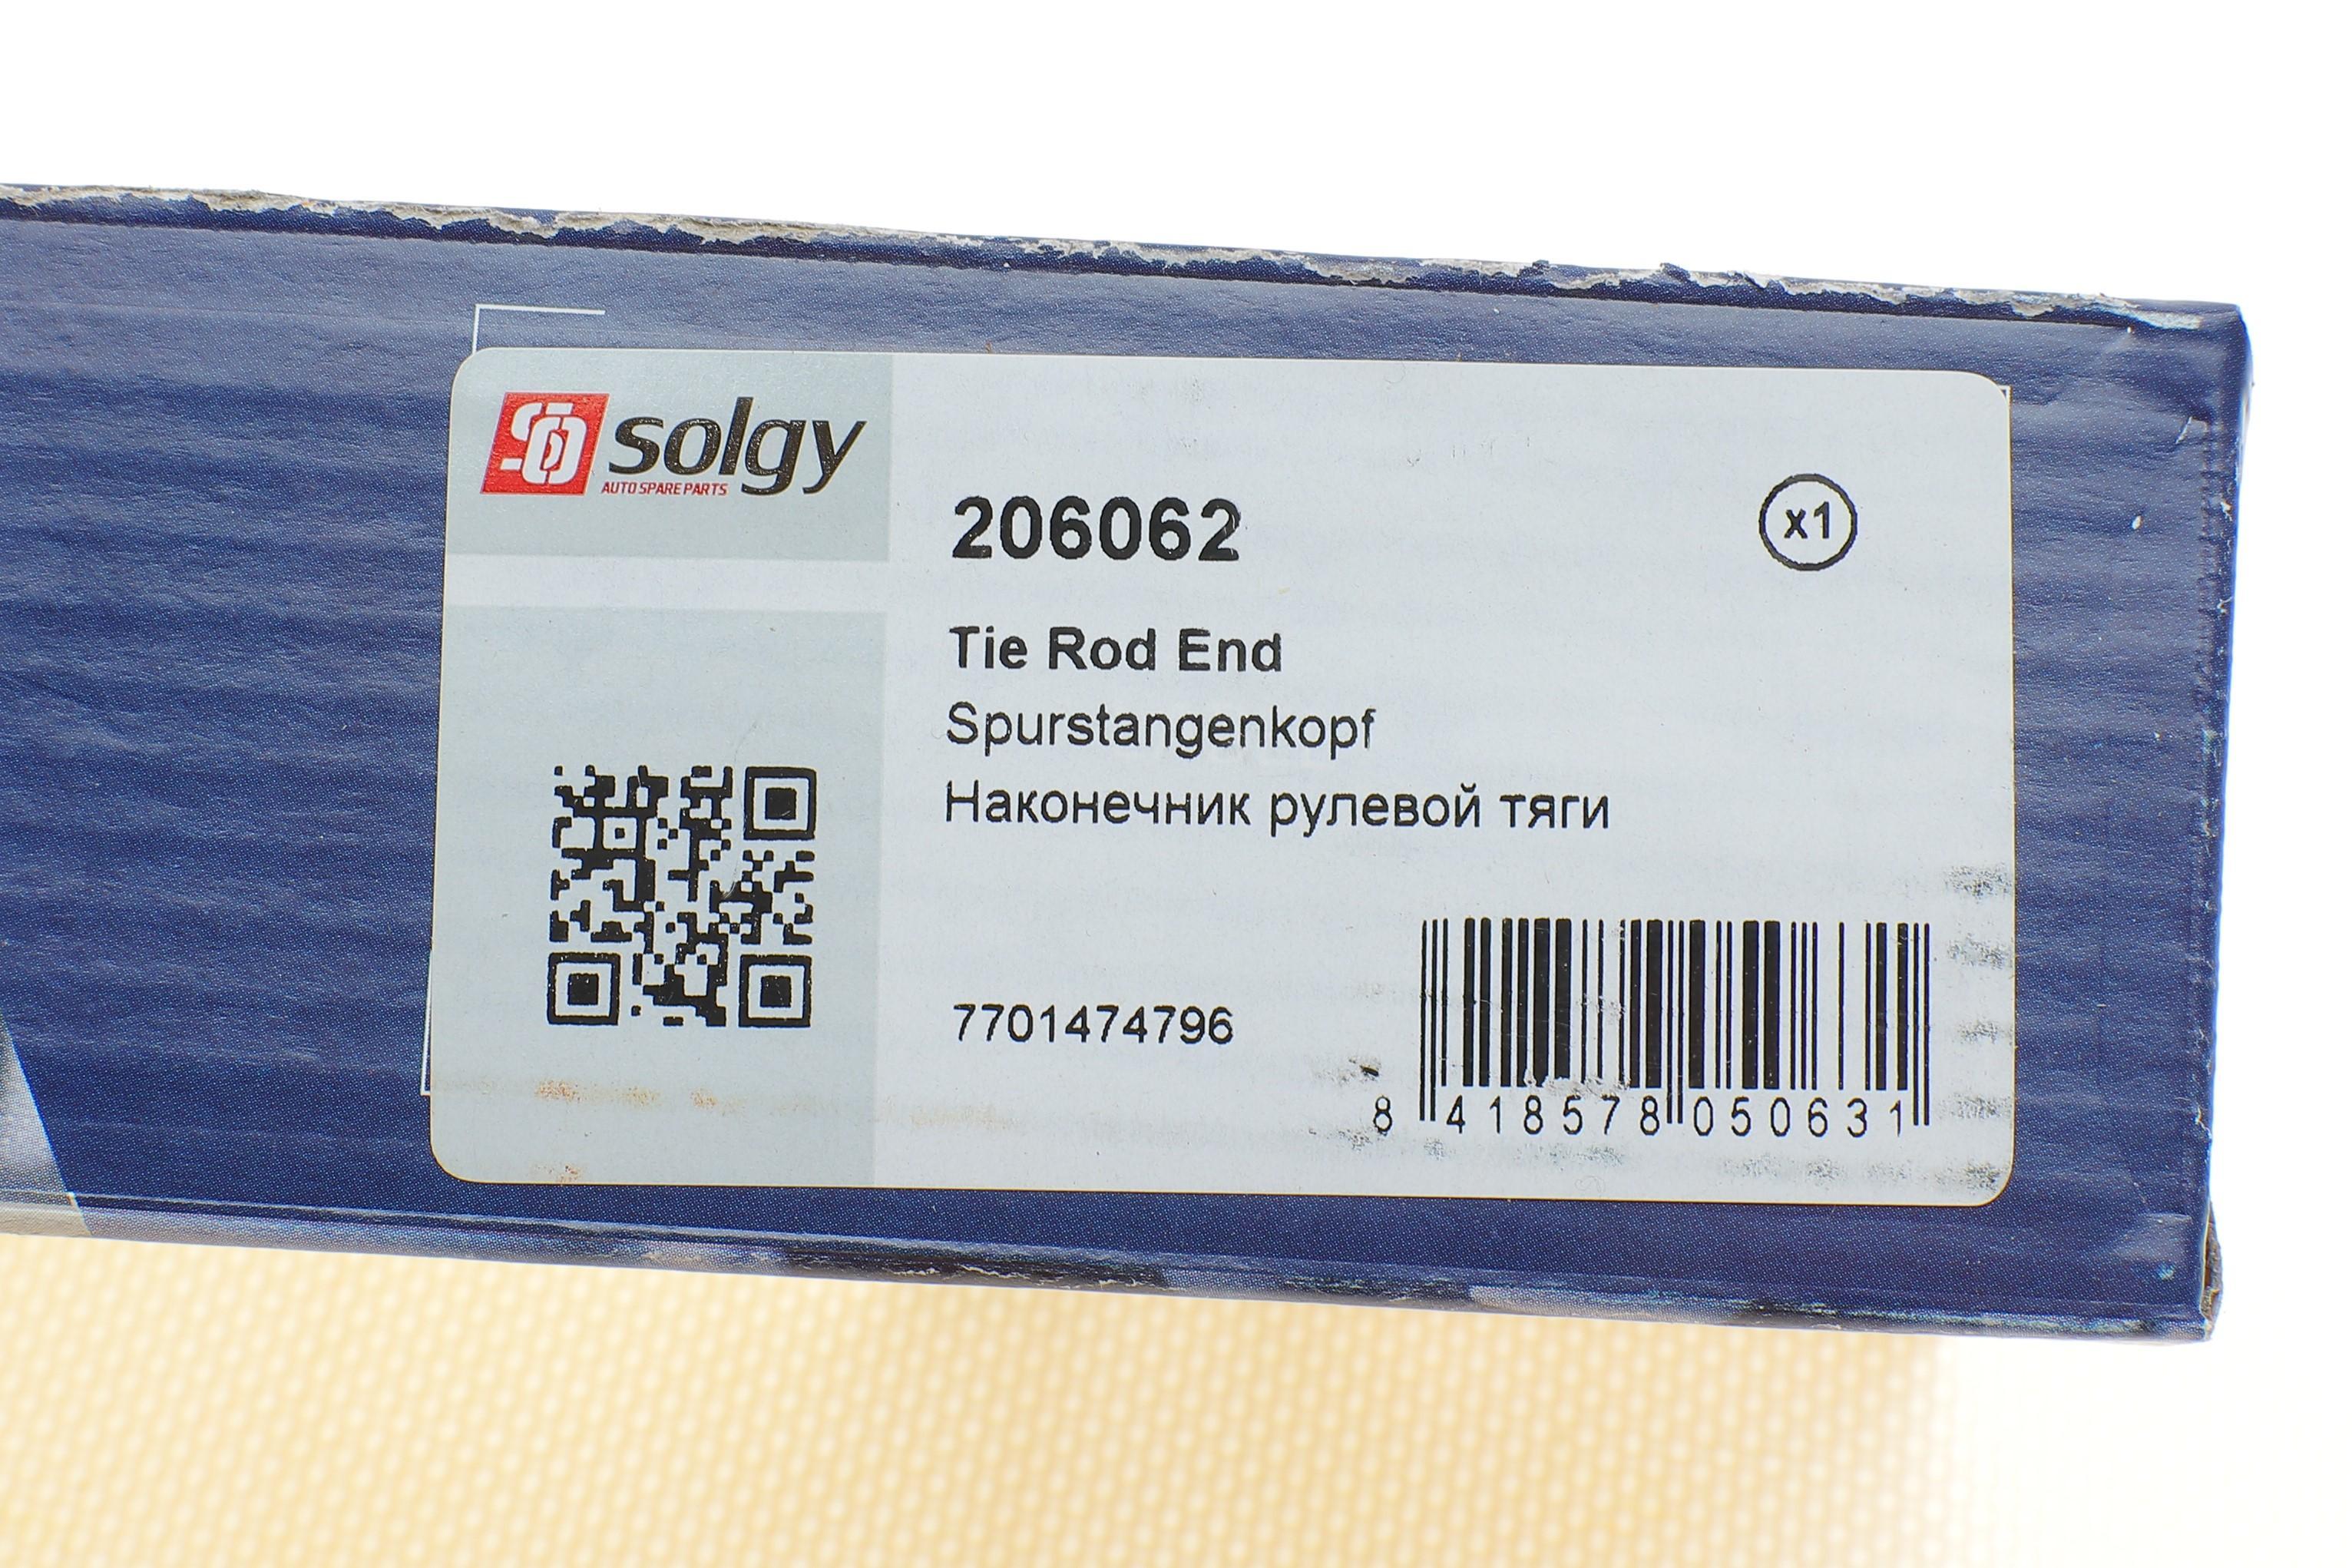 solgy
AUTO SPARE PARTS
206062
x1
Tie Rod End
Spurstangenkopf
Наконечник рулевой тяги
7701474796
8 418578 050631